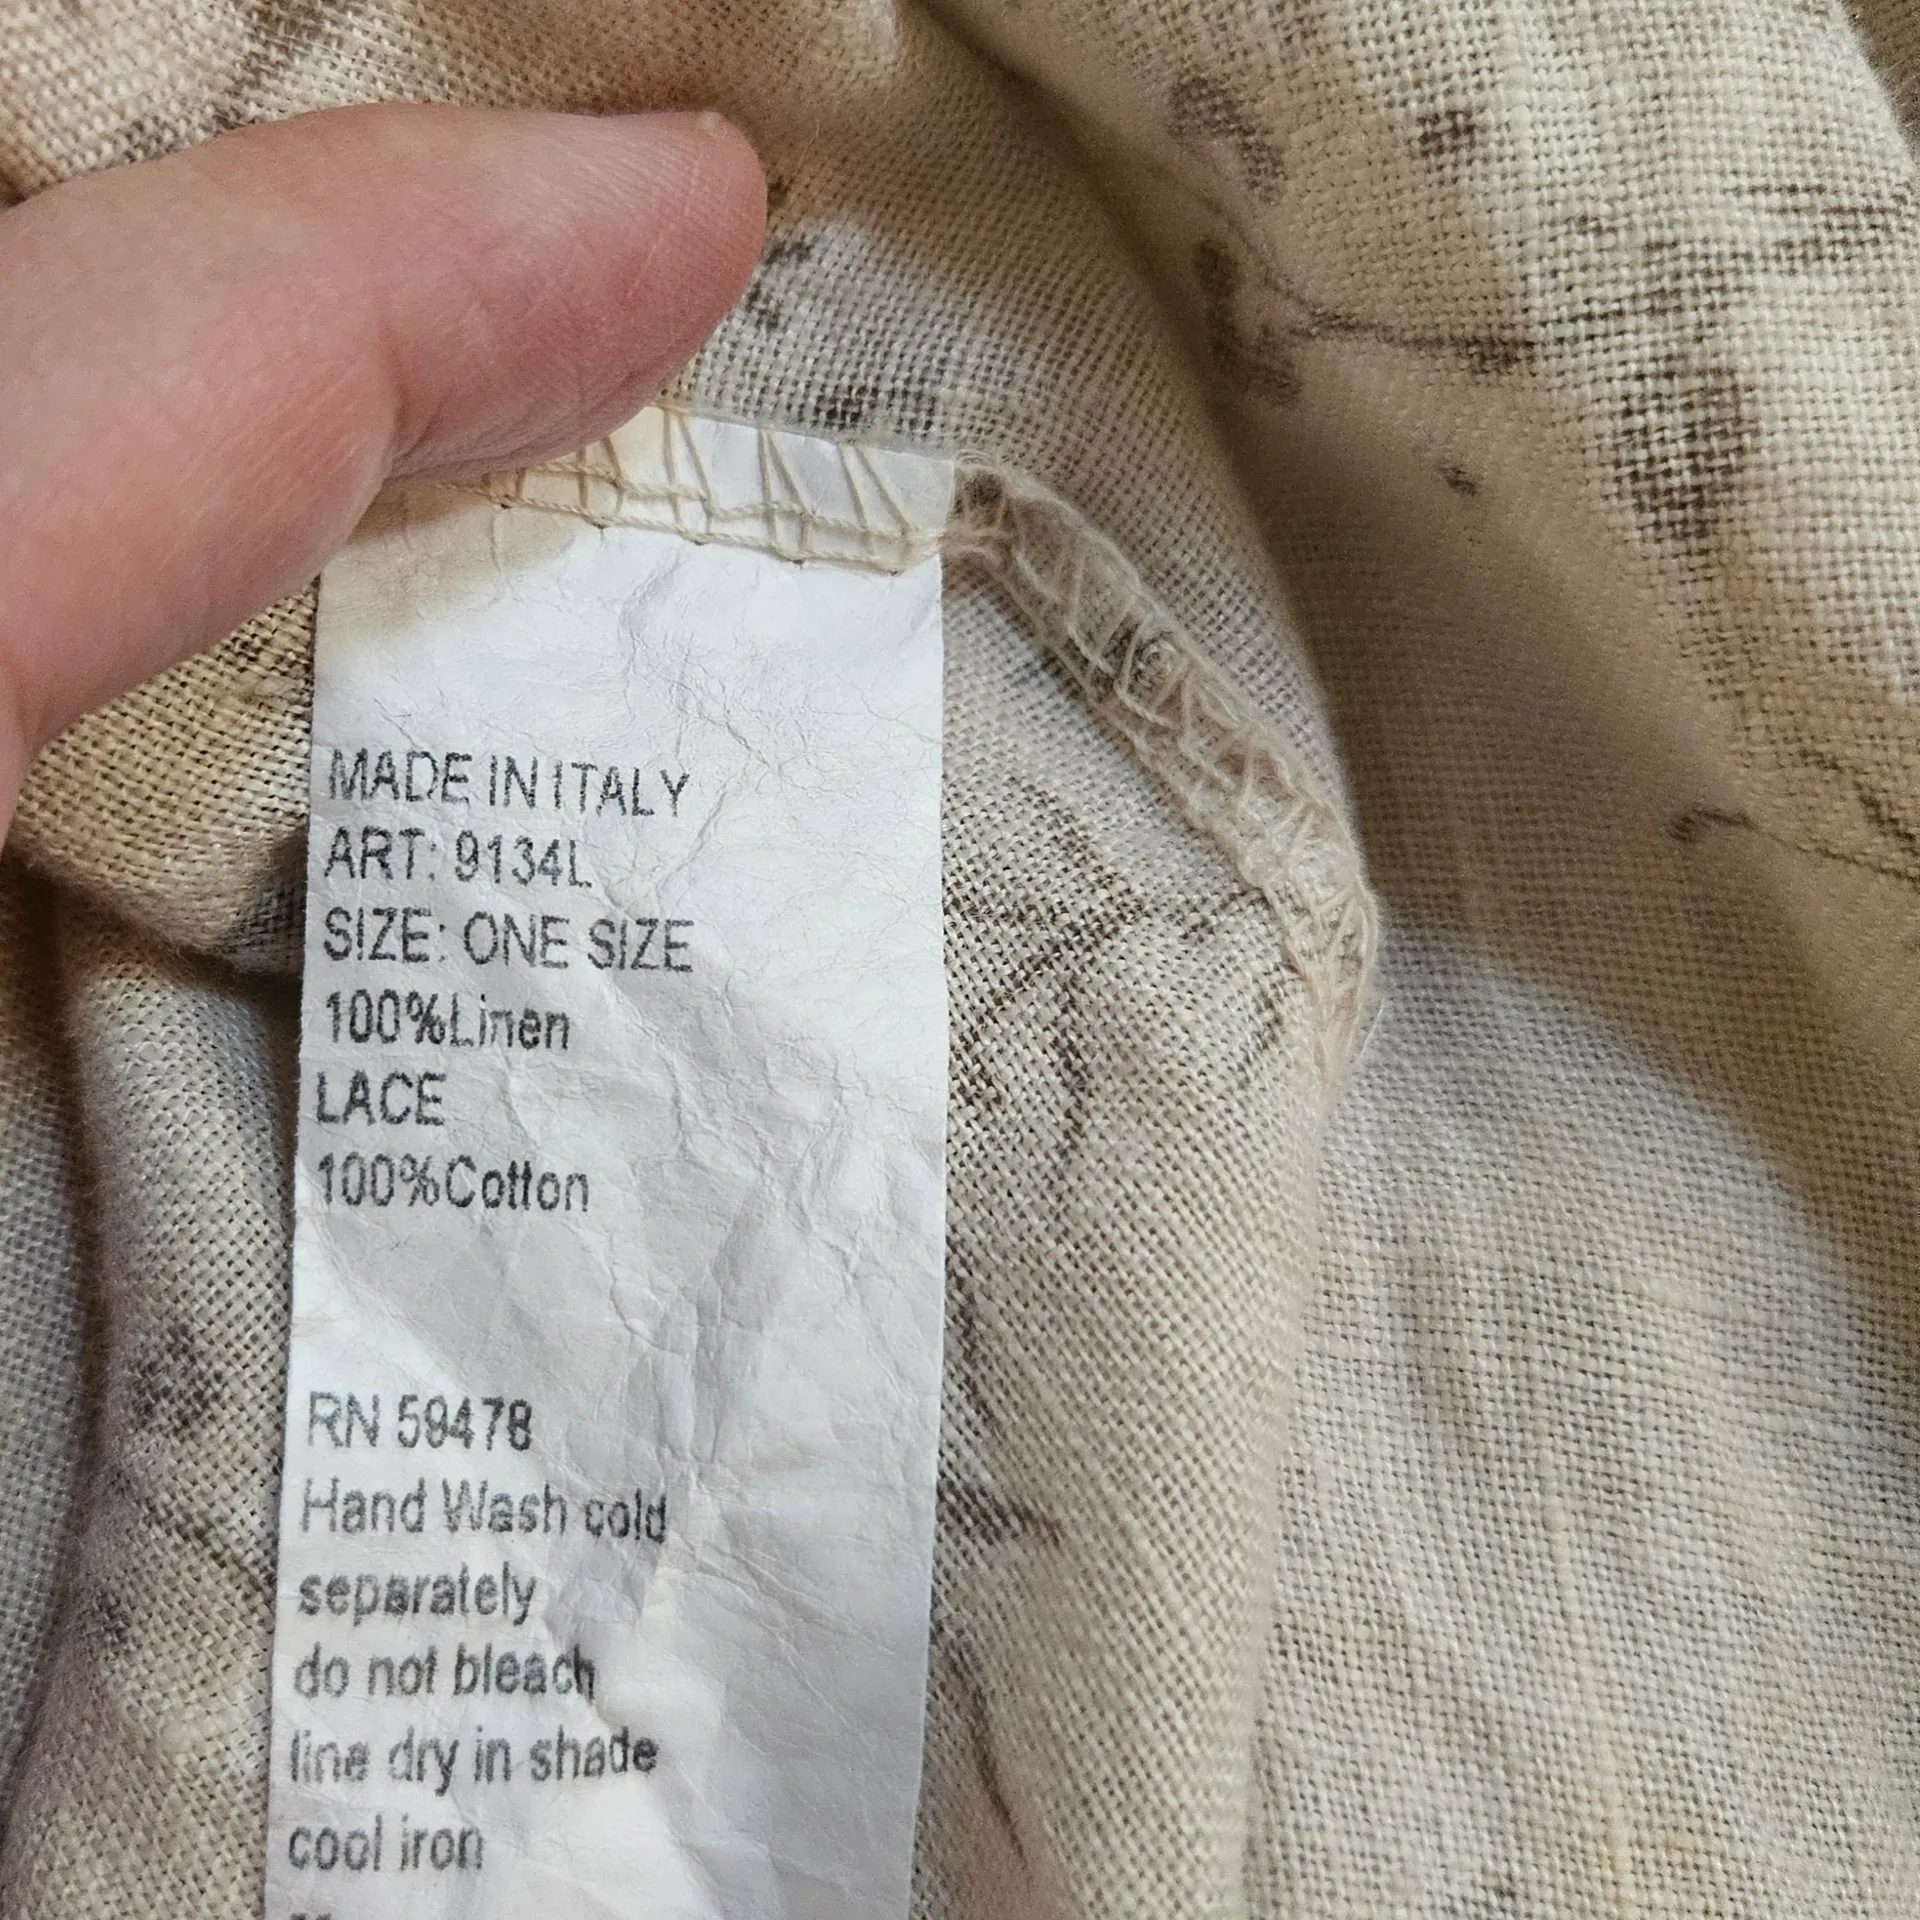 MADE IN ITALY
ART: 9134L
SIZE: ONE SIZE
100%Linen
LACE
100%Cotton
RN 59478
Hand Wash cold
separately
do not bleach
line dry in shade
cool iron